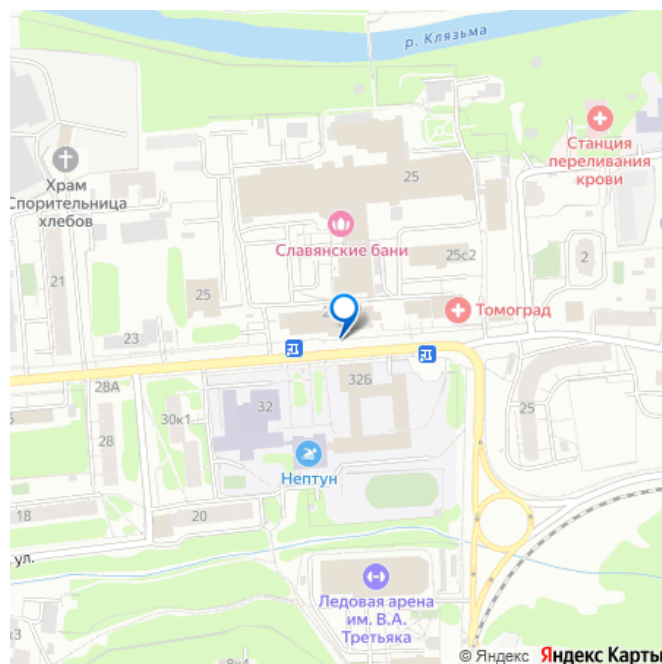 р. Клязьма
Станция
переливания
крови
Храм
Спорительница
хлебов
25
Славянские бани
25с2
2
21
25
Томоград
23
28А
32Б
32
30к1
25
28
Нептун
18
20
ул.
Ледовая арена
им. В.А.
Третьяка
© Яндекс Яндекс Карты